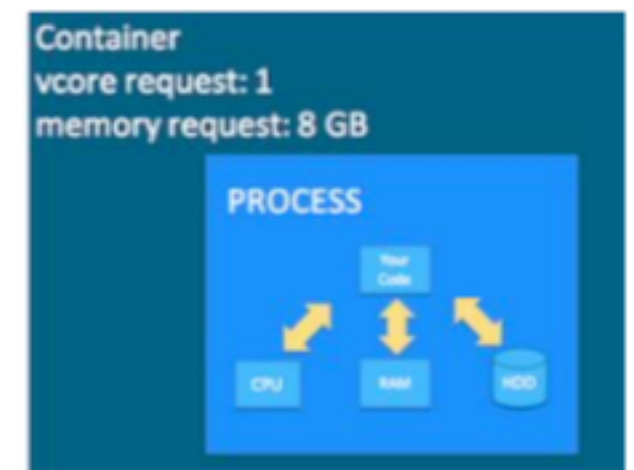 Container
vcore request: 1
memory request: 8 GB
PROCESS
Your
Code
CPU
RAM
HDD